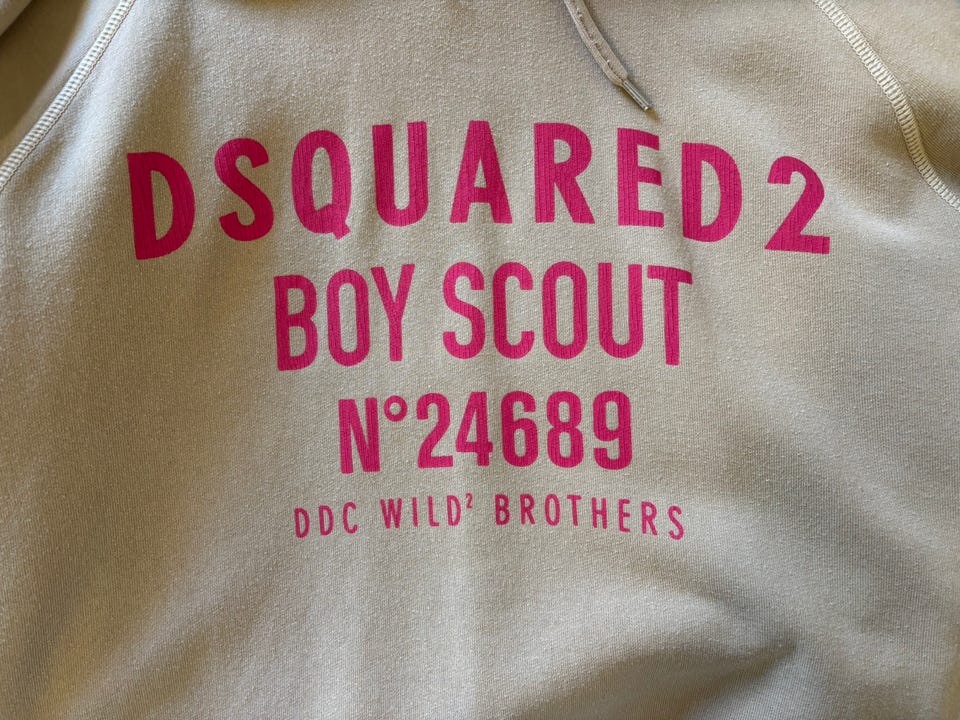 DSQUARED2
BOY SCOUT
N°24689
DDC WILD² BROTHERS